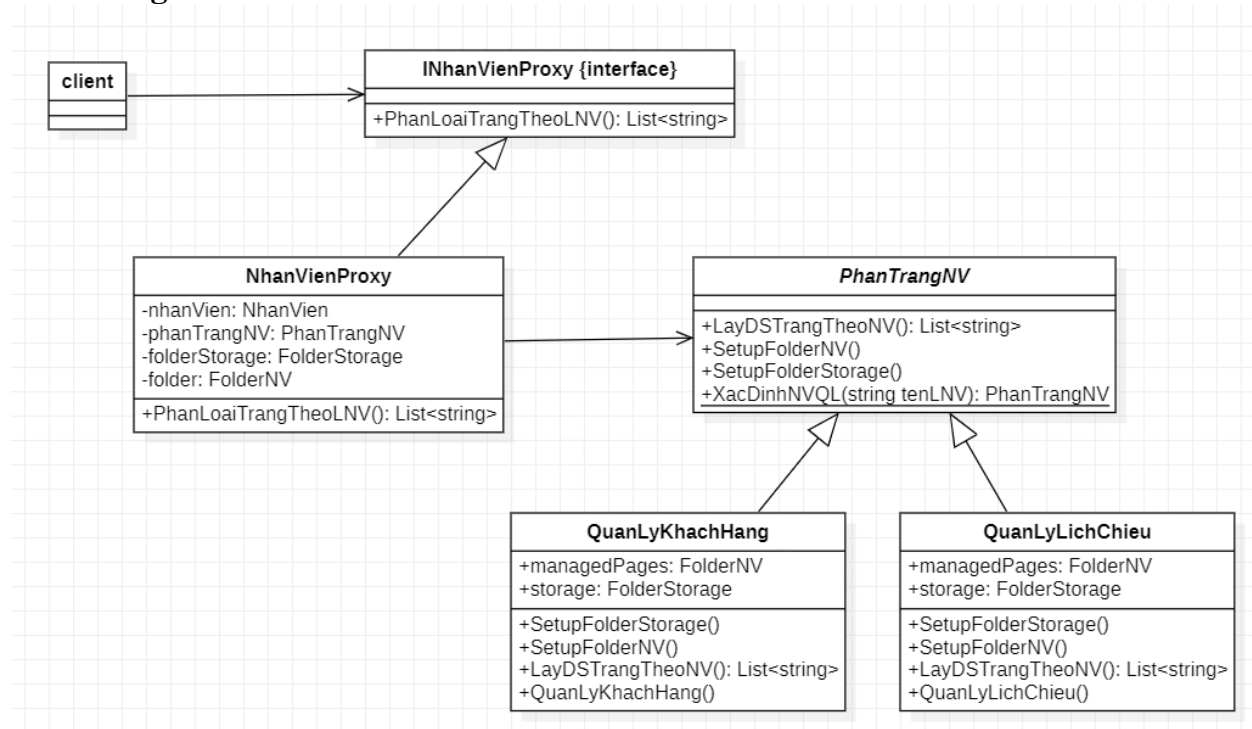 client
INhanVienProxy {interface}
+PhanLoaiTrangTheoLNV(): List<string>
NhanVienProxy
-nhanVien: NhanVien
-phanTrangNV: PhanTrangNV
-folderStorage: FolderStorage
-folder: FolderNV
+PhanLoaiTrangTheoLNV(): List<string>
PhanTrangNV
+LayDSTrangTheoNV(): List<string>
+SetupFolderNV()
+SetupFolderStorage()
+XacDinhNVQL(string tenLNV): PhanTrangNV
QuanLyKhachHang
+managedPages: FolderNV
+storage: FolderStorage
+SetupFolderStorage()
+SetupFolderNV()
+LayDSTrangTheoNV(): List<string>
+QuanLyKhachHang()
QuanLyLichChieu
+managedPages: FolderNV
+storage: FolderStorage
+SetupFolderStorage()
+SetupFolderNV()
+LayDSTrangTheoNV(): List<string>
+QuanLyLichChieu()